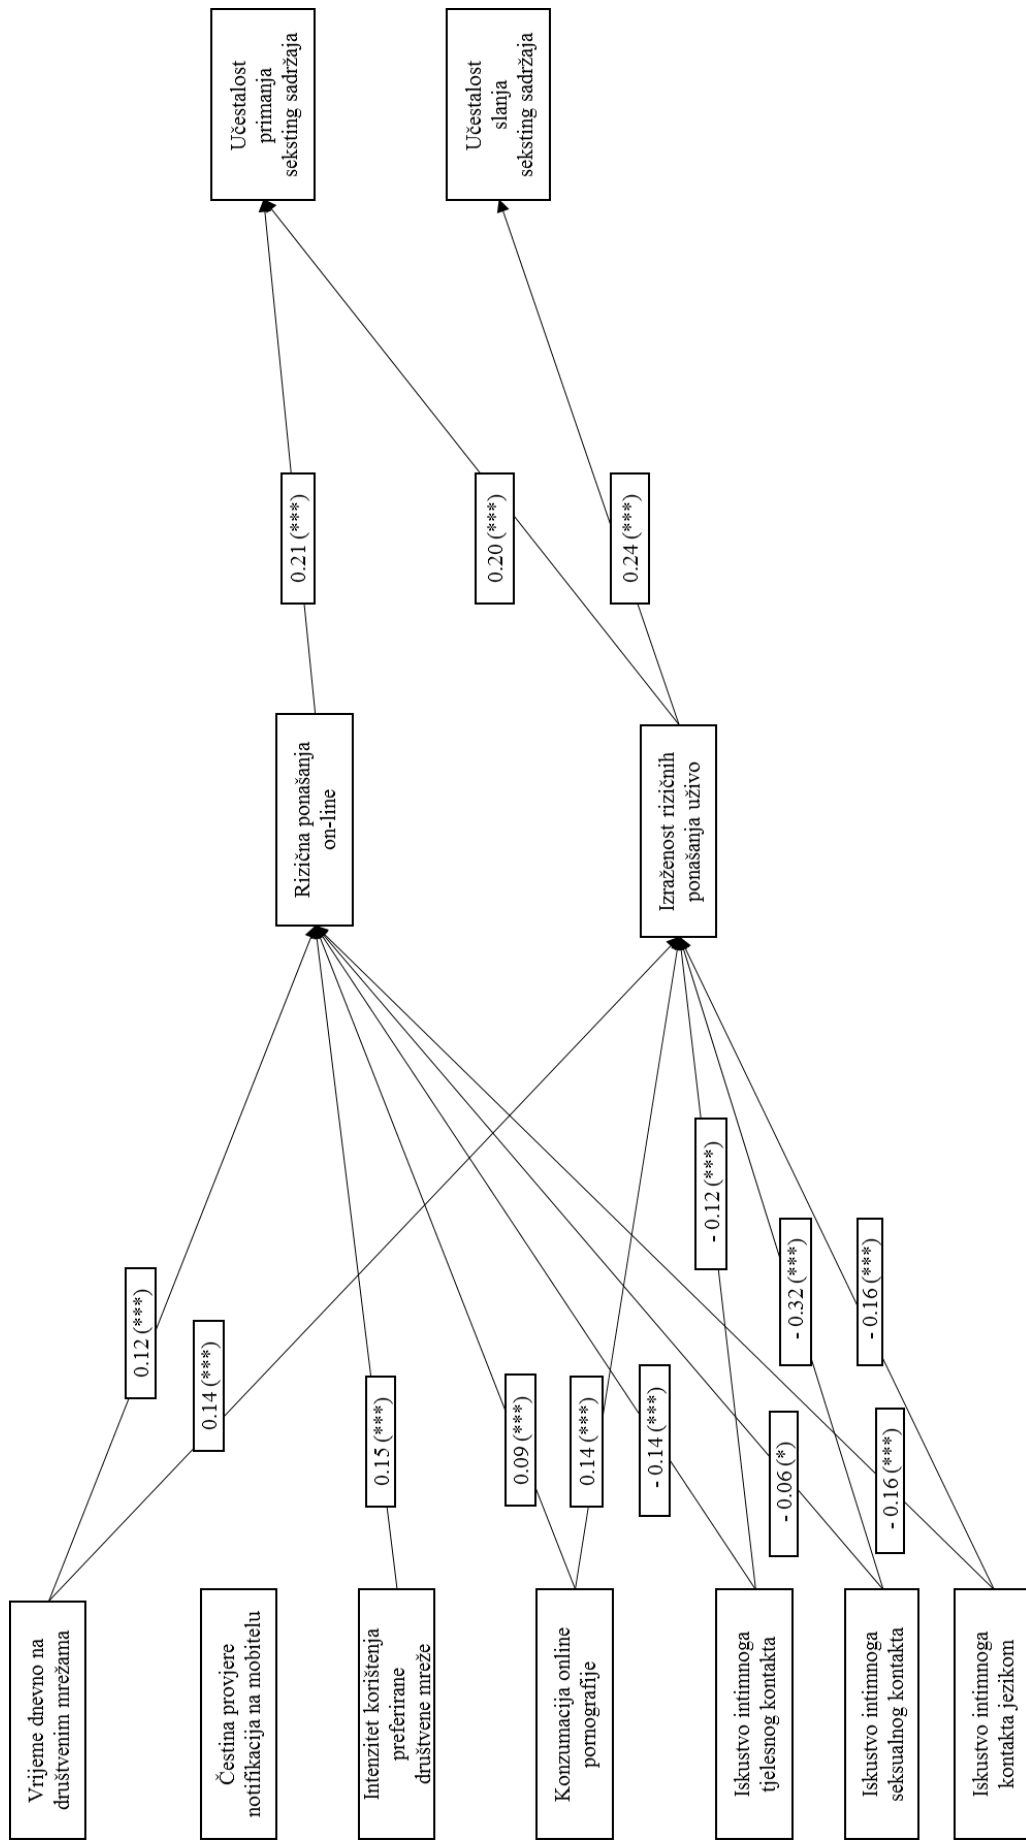 Vrijeme dnevno na
društvenim mrežama
Čestina provjere
notifikacija na mobitelu
Intenzitet korištenja
preferirane
društvene mreže
Konzumacija online
pornografije
Iskustvo intimnoga
tjelesnog kontakta
Iskustvo intimnoga
seksualnog kontakta
Iskustvo intimnoga
kontakta jezikom
0.12 (***)
0.14 (***)
0.15 (***)
0.09 (***)
0.14 (***)
- 0.14 (***)
- 0.12 (***)
- 0.06 (*)
- 0.32 (***)
- 0.16 (***)
- 0.16 (***)
Rizična ponašanja
on-line
Izraženost rizičnih
ponašanja uživo
0.21 (***)
0.20 (***)
0.24 (***)
Učestalost
primanja
seksting sadržaja
Učestalost
slanja
seksting sadržaja